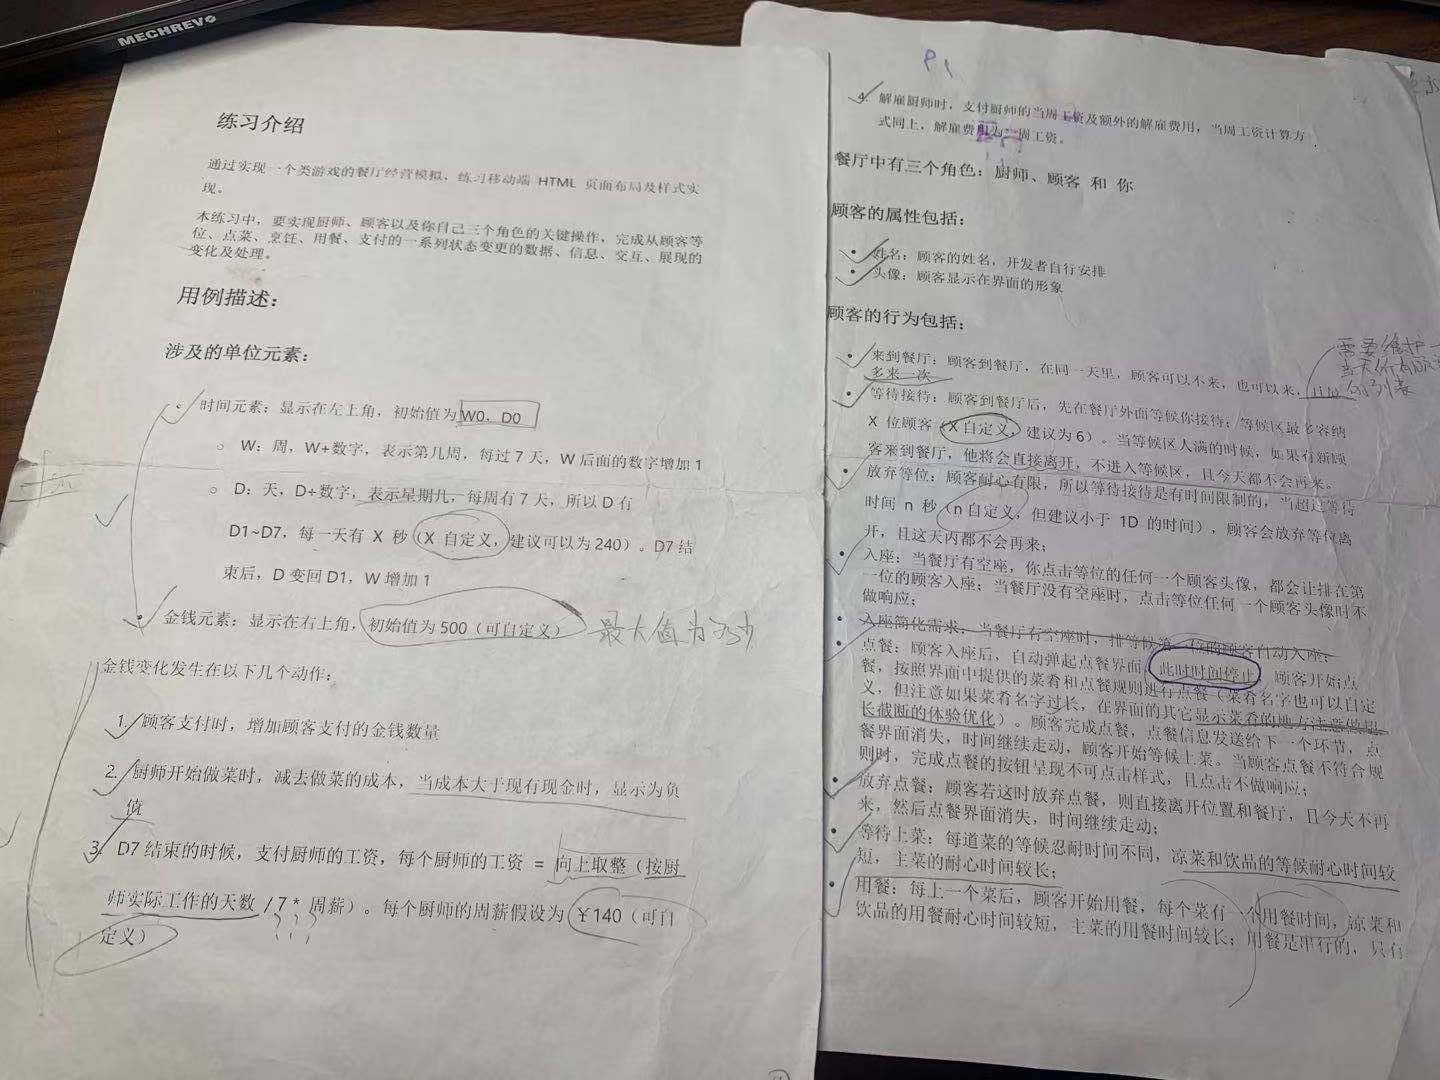 MECHREVO
练习介绍
通过实现一个类游戏的餐厅经营模拟、练习移动端 HTML 页面布局及样式实
现。
本练习中，要实现厨师、顾客以及你自己三个角色的关键操作，完成从顾客等
位、点菜、烹饪、用餐、支付的一系列状态变更的数据、信息、交互、展现的
变化及处理。
用例描述：
涉及的单位元素：
• 时间元素：显示在左上角，初始值为 W0，D0
○ W：周，W+数字，表示第几周，每过 7 天，W 后面的数字增加 1
○ D：天，D+数字，表示星期几，每周有 7 天，所以 D 有
D1~D7，每一天有 X 秒（X 自定义，建议可以为 240）。D7 结
束后，D 变回 D1，W 增加 1
• 金钱元素：显示在右上角，初始值为 500（可自定义） 最大值为
金钱变化发生在以下几个动作：
1. 顾客支付时，增加顾客支付的金钱数量
2. 厨师开始做菜时，减去做菜的成本，当成本大于现有现金时，显示为负
值
3. D7 结束的时候，支付厨师的工资，每个厨师的工资 = 向上取整（按厨
师实际工作的天数 / 7 * 周薪）。每个厨师的周薪假设为 ¥140（可自
定义）
P1
4. 解雇厨师时，支付厨师的当周工资及额外的解雇费用，当周工资计算方
式同上，解雇费用为一周工资。
餐厅中有三个角色：厨师、顾客 和 你
顾客的属性包括：
• 姓名：顾客的姓名，开发者自行安排
• 头像：顾客显示在界面的形象
顾客的行为包括：
需要维护一
当天
的列表
• 来到餐厅：顾客到餐厅，在同一天里，顾客可以不来，也可以来，
多来一次
• 等待接待：顾客到餐厅后，先在餐厅外面等候你接待；等候区最多容纳
X 位顾客（X 自定义，建议为 6）。当等候区人满的时候，如果有新顾
客来到餐厅，他将会直接离开，不进入等候区，且今天都不会再来。
• 放弃等位：顾客耐心有限，所以等待接待是有时间限制的，当超过等待
时间 n 秒（n 自定义，但建议小于 1D 的时间），顾客会放弃等位离
开，且这天内都不会再来；
• 入座：当餐厅有空座，你点击等位的任何一个顾客头像，都会让排在第
一位的顾客入座；当餐厅没有空座时，点击等位任何一个顾客头像时不
做响应；
• 入座简化需求：当餐厅有空座时，排等候第一位的顾客自动入座；
• 点餐：顾客入座后，自动弹起点餐界面，此时时间停止，顾客开始点
餐，按照界面中提供的菜肴和点餐规则进行点餐（菜肴名字也可以自定
义，但注意如果菜肴名字过长，在界面的其它显示菜肴的地方注意做超
长截断的体验优化）。顾客完成点餐，点餐信息发送给下一个环节，点
餐界面消失，时间继续走动，顾客开始等候上菜。当顾客点餐不符合规
则时，完成点餐的按钮呈现不可点击样式，且点击不做响应；
• 放弃点餐：顾客若这时放弃点餐，则直接离开位置和餐厅，且今天不再
来，然后点餐界面消失，时间继续走动；
• 等待上菜：每道菜的等候忍耐时间不同，凉菜和饮品的等候耐心时间较
短，主菜的耐心时间较长；
• 用餐：每上一个菜后，顾客开始用餐，每个菜有一个用餐时间，凉菜和
饮品的用餐耐心时间较短，主菜的用餐时间较长；用餐是串行的，只有